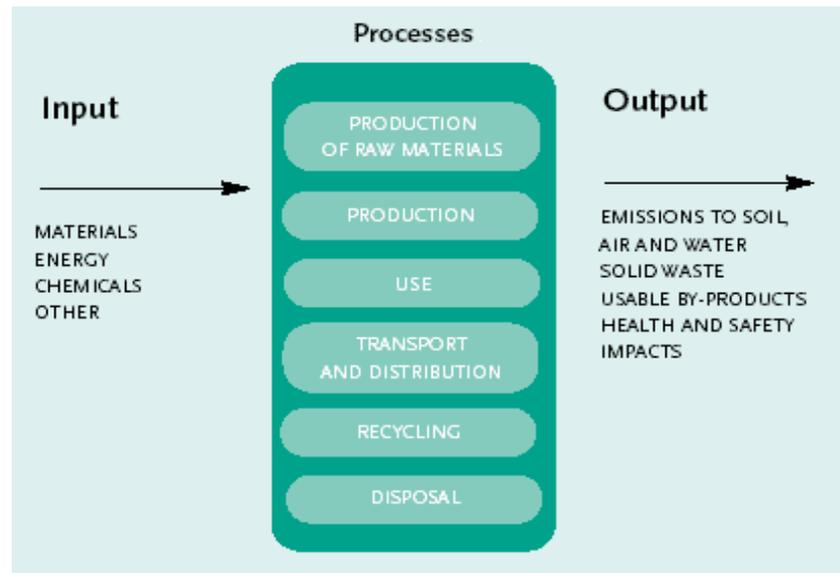 Processes
Input
MATERIALS
ENERGY
CHEMICALS
OTHER
PRODUCTION
OF RAW MATERIALS
PRODUCTION
USE
TRANSPORT
AND DISTRIBUTION
RECYCLING
DISPOSAL
Output
EMISSIONS TO SOIL,
AIR AND WATER
SOLID WASTE
USABLE BY-PRODUCTS
HEALTH AND SAFETY
IMPACTS